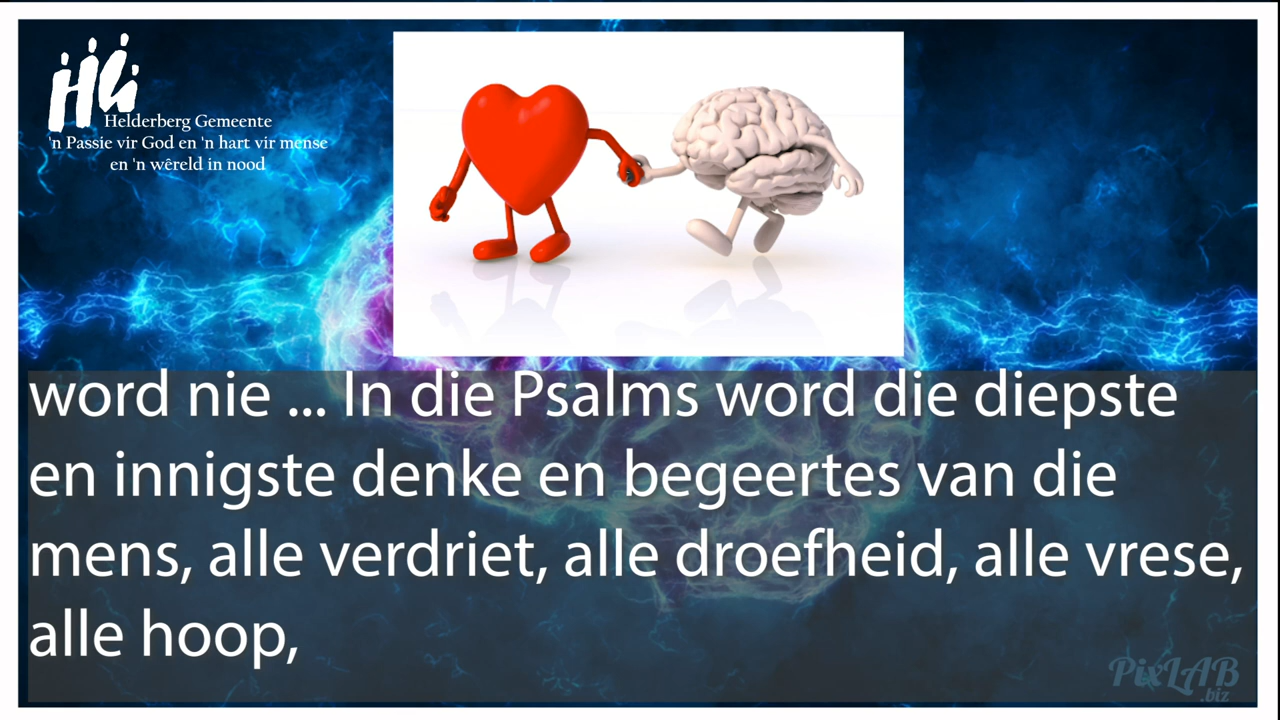 HG
Helderberg Gemeente
'n Passie vir God en 'n hart vir mense
en 'n wêreld in nood
word nie ... In die Psalms word die diepste
en innigste denke en begeertes van die
mens, alle verdriet, alle droefheid, alle vrese,
alle hoop,
PixLAB
.biz